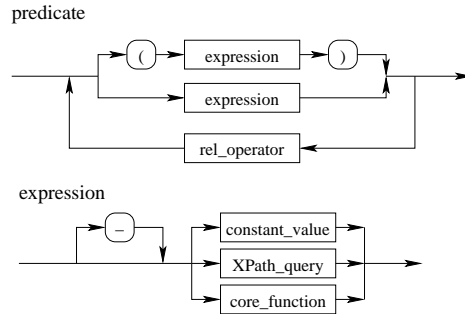 predicate
( expression )
expression
rel_operator
expression
–
constant_value
XPath_query
core_function